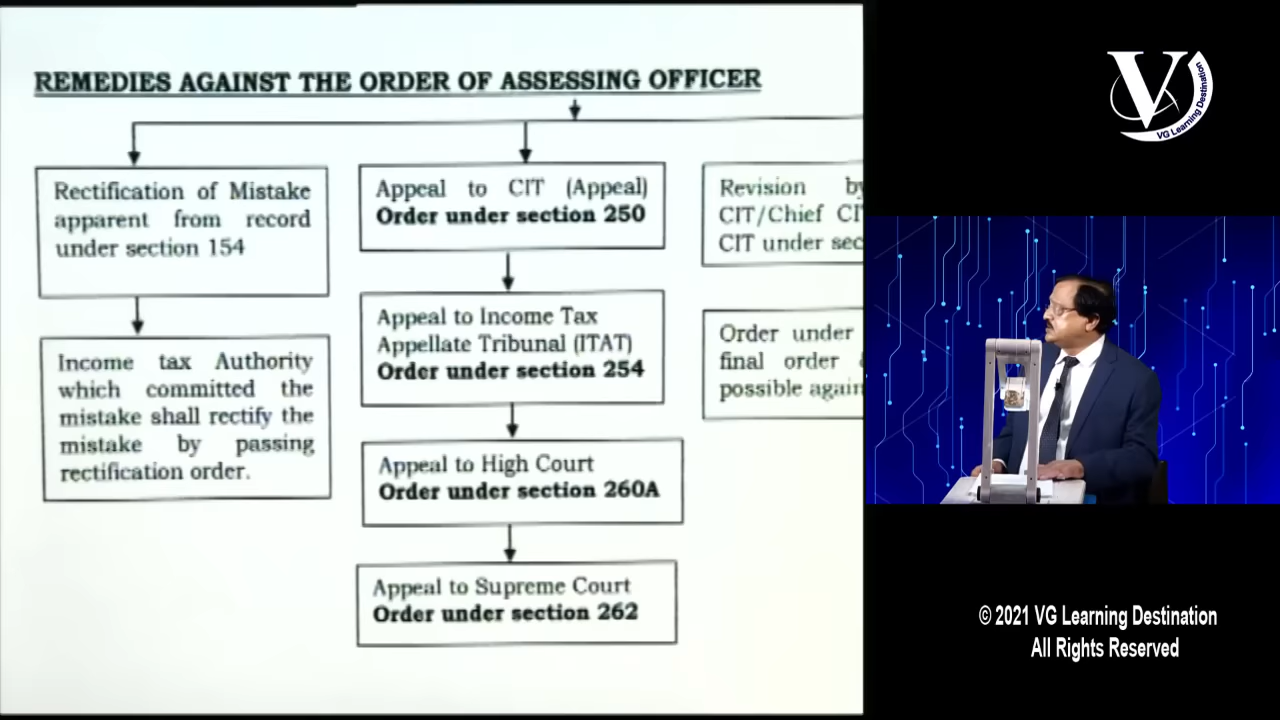 REMEDIES AGAINST THE ORDER OF ASSESSING OFFICER
Rectification of Mistake
apparent from record
under section 154
Income tax Authority
which committed the
mistake shall rectify the
mistake by passing
rectification order.
Appeal to CIT (Appeal)
Order under section 250
Appeal to Income Tax
Appellate Tribunal (ITAT)
Order under section 254
Appeal to High Court
Order under section 260A
Appeal to Supreme Court
Order under section 262
Revision by
CIT/Chief
CIT under
Order under
final order
possible
V
VG Learning Destination
© 2021 VG Learning Destination
All Rights Reserved